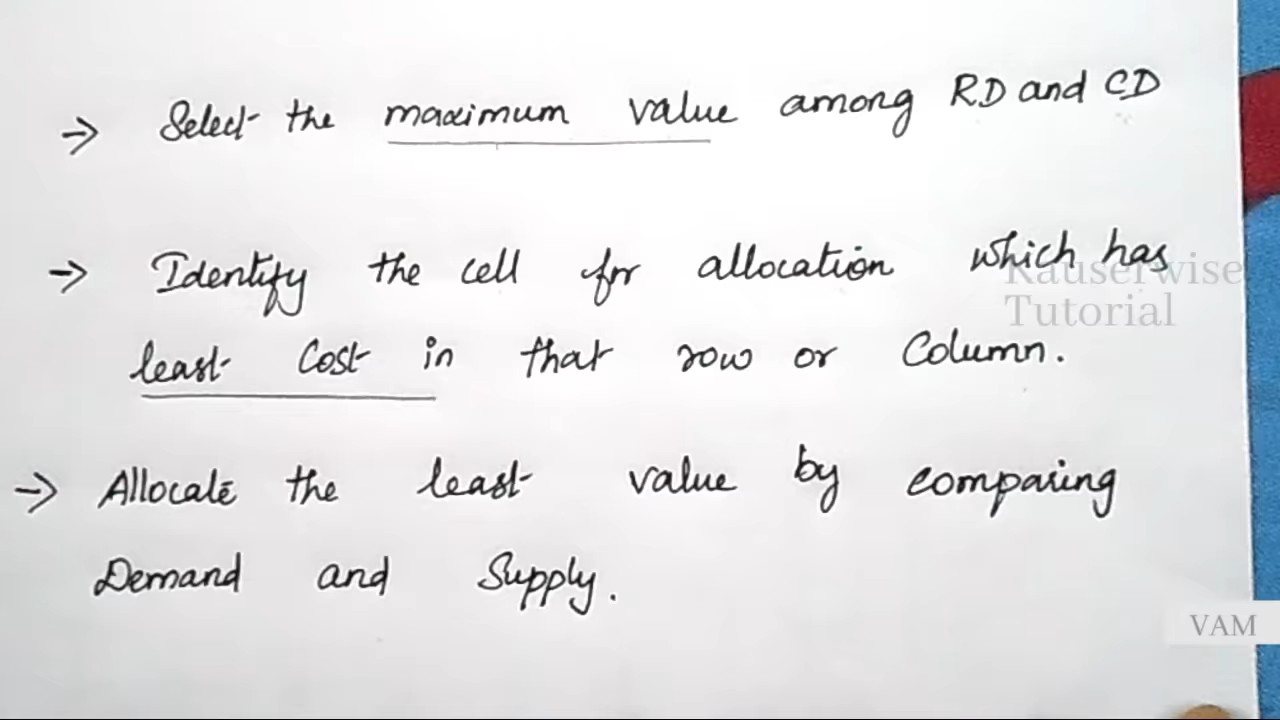 → Select the maximum value among RD and CD
→ Identify the cell for allocation which has
least cost in that row or Column.
→ Allocate the least value by comparing
Demand and Supply.
Kauserwise
Tutorial
VAM